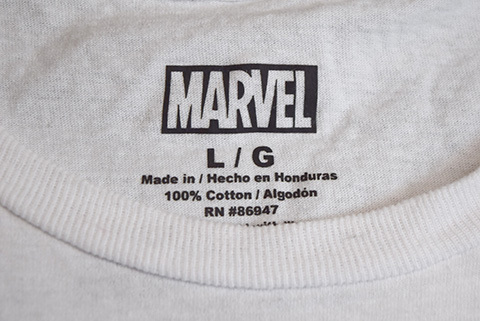 MARVEL
L / G
Made in / Hecho en Honduras
100% Cotton / Algodón
RN #86947